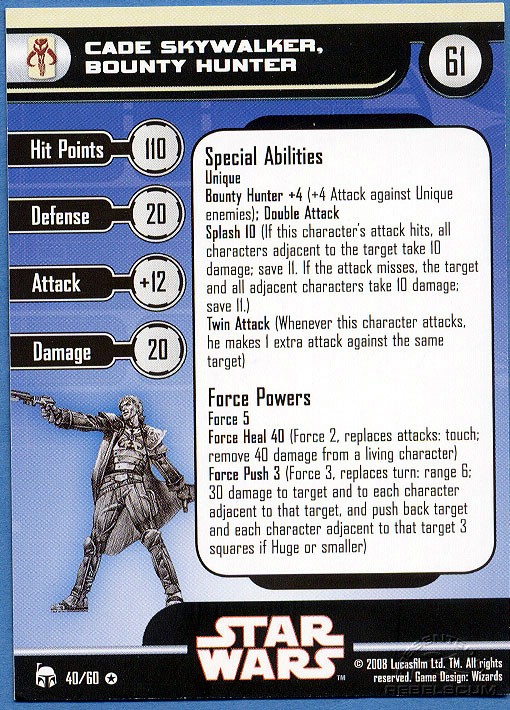 CADE SKYWALKER,
BOUNTY HUNTER
61
Hit Points 110
Defense 20
Attack +12
Damage 20
Special Abilities
Unique
Bounty Hunter +4 (+4 Attack against Unique
enemies); Double Attack
Splash 10 (If this character's attack hits, all
characters adjacent to the target take 10
damage; save 11. If the attack misses, the target
and all adjacent characters take 10 damage;
save 11.)
Twin Attack (Whenever this character attacks,
he makes 1 extra attack against the same
target)
Force Powers
Force 5
Force Heal 40 (Force 2, replaces attacks: touch;
remove 40 damage from a living character)
Force Push 3 (Force 3, replaces turn: range 6;
30 damage to target and to each character
adjacent to that target, and push back target
and each character adjacent to that target 3
squares if Huge or smaller)
STAR
WARS™
40/60
© 2008 Lucasfilm Ltd. TM. All rights
reserved. Game Design: Wizards
REBELSCUM